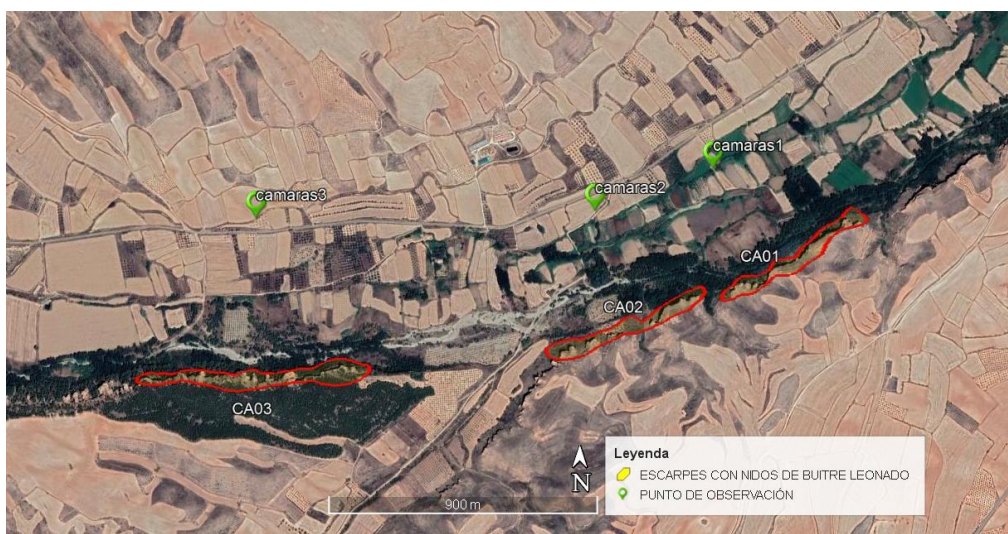 camaras1
camaras2
camaras3
CA01
CA02
CA03
N
900 m
Leyenda
ESCARPES CON NIDOS DE BUITRE LEONADO
PUNTO DE OBSERVACIÓN